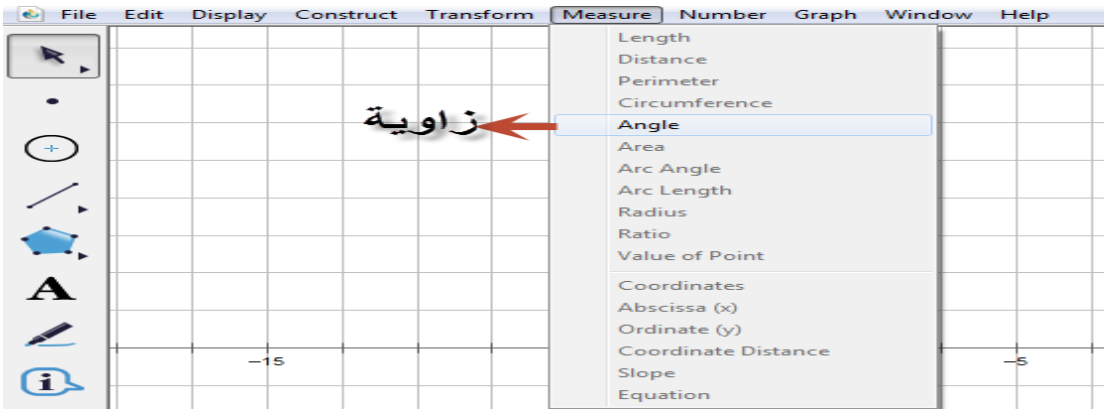 File Edit Display Construct Transform Measure Number Graph Window Help
Length
Distance
Perimeter
Circumference
زاوية
Angle
Area
Arc Angle
Arc Length
Radius
Ratio
Value of Point
Coordinates
Abscissa (x)
Ordinate (y)
Coordinate Distance
Slope
Equation
A
i
−15
−5